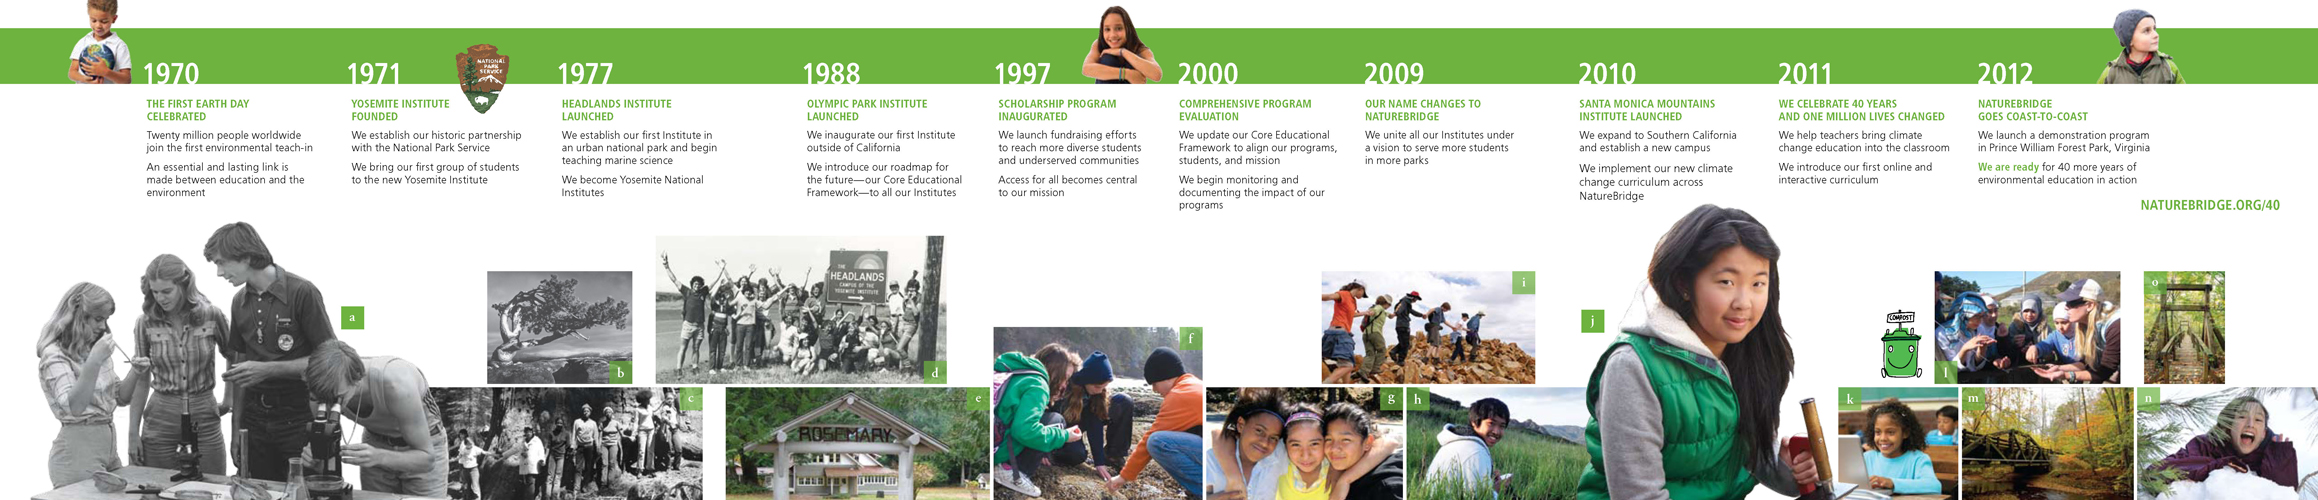 1970
THE FIRST EARTH DAY
CELEBRATED
Twenty million people worldwide
join the first environmental teach-in
An essential and lasting link is
made between education and the
environment
1971
YOSEMITE INSTITUTE
FOUNDED
We establish our historic partnership
with the National Park Service
We bring our first group of students
to the new Yosemite Institute
NATIONAL
PARK
SERVICE
1977
HEADLANDS INSTITUTE
LAUNCHED
We establish our first Institute in
an urban national park and begin
teaching marine science
We become Yosemite National
Institutes
1988
OLYMPIC PARK INSTITUTE
LAUNCHED
We inaugurate our first Institute
outside of California
We introduce our roadmap for
the future—our Core Educational
Framework—to all our Institutes
1997
SCHOLARSHIP PROGRAM
INAUGURATED
We launch fundraising efforts
to reach more diverse students
and underserved communities
Access for all becomes central
to our mission
2000
COMPREHENSIVE PROGRAM
EVALUATION
We update our Core Educational
Framework to align our programs,
students, and mission
We begin monitoring and
documenting the impact of our
programs
2009
OUR NAME CHANGES TO
NATUREBRIDGE
We unite all our Institutes under
a vision to serve more students
in more parks
2010
SANTA MONICA MOUNTAINS
INSTITUTE LAUNCHED
We expand to Southern California
and establish a new campus
We implement our new climate
change curriculum across
NatureBridge
2011
WE CELEBRATE 40 YEARS
AND ONE MILLION LIVES CHANGED
We help teachers bring climate
change education into the classroom
We introduce our first online and
interactive curriculum
2012
NATUREBRIDGE
GOES COAST-TO-COAST
We launch a demonstration program
in Prince William Forest Park, Virginia
We are ready for 40 more years of
environmental education in action
NATUREBRIDGE.ORG/40
a
b
c
THE
HEADLANDS
CAMPUS OF THE
YOSEMITE INSTITUTE
d
ROSEMARY
e
f
g
h
i
j
COMPOST
k
l
m
n
o